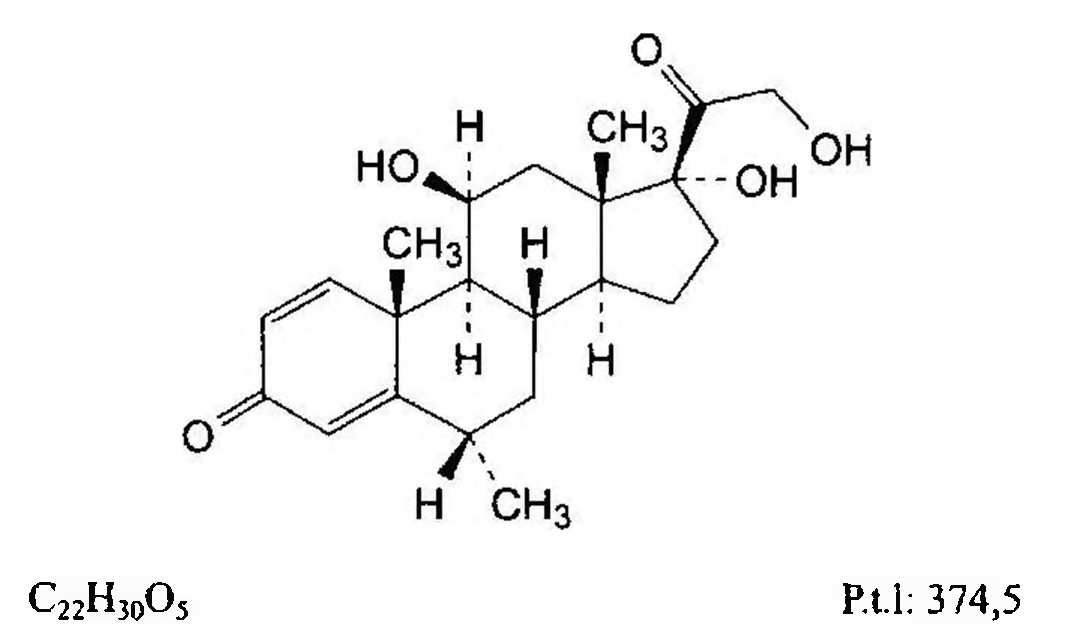 O
CH₃
OH
H
HO
OH
CH₃
H
H
H
O
H
CH₃
C₂₂H₃₀O₅
P.t.l: 374,5